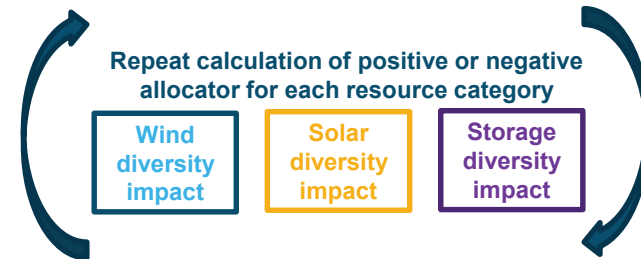 Repeat calculation of positive or negative
allocator for each resource category
Wind
diversity
impact
Solar
diversity
impact
Storage
diversity
impact